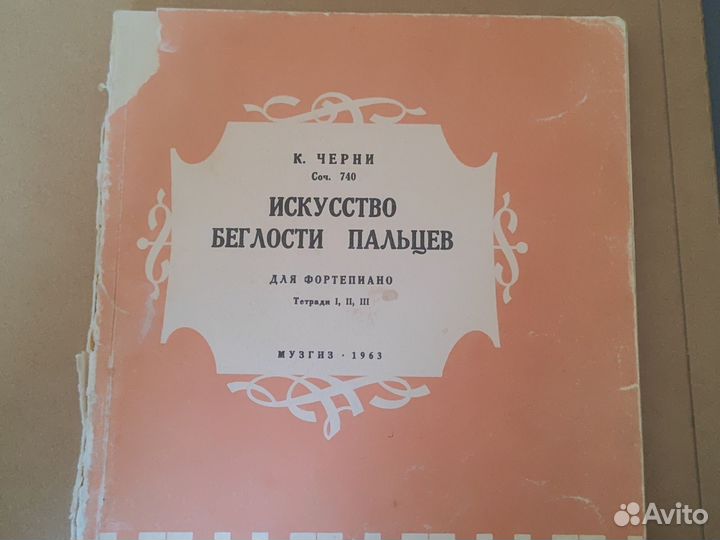 К. ЧЕРНИ
Соч. 740
ИСКУССТВО
БЕГЛОСТИ ПАЛЬЦЕВ
ДЛЯ ФОРТЕПИАНО
Тетради I, II, III
МУЗГИЗ · 1963
Avito